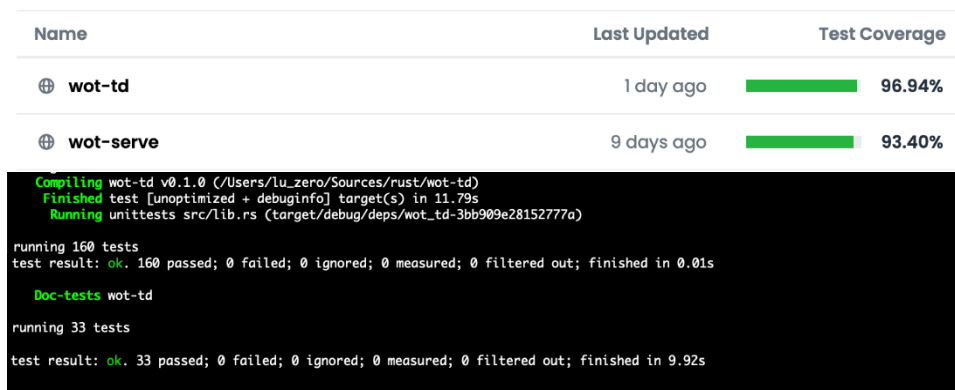 Name Last Updated Test Coverage
wot-td 1 day ago 96.94%
wot-serve 9 days ago 93.40%
Compiling wot-td v0.1.0 (/Users/lu_zero/Sources/rust/wot-td)
Finished test [unoptimized + debuginfo] target(s) in 11.79s
Running unittests src/lib.rs (target/debug/deps/wot_td-3bb909e28152777a)
running 160 tests
test result: ok. 160 passed; 0 failed; 0 ignored; 0 measured; 0 filtered out; finished in 0.01s
Doc-tests wot-td
running 33 tests
test result: ok. 33 passed; 0 failed; 0 ignored; 0 measured; 0 filtered out; finished in 9.92s